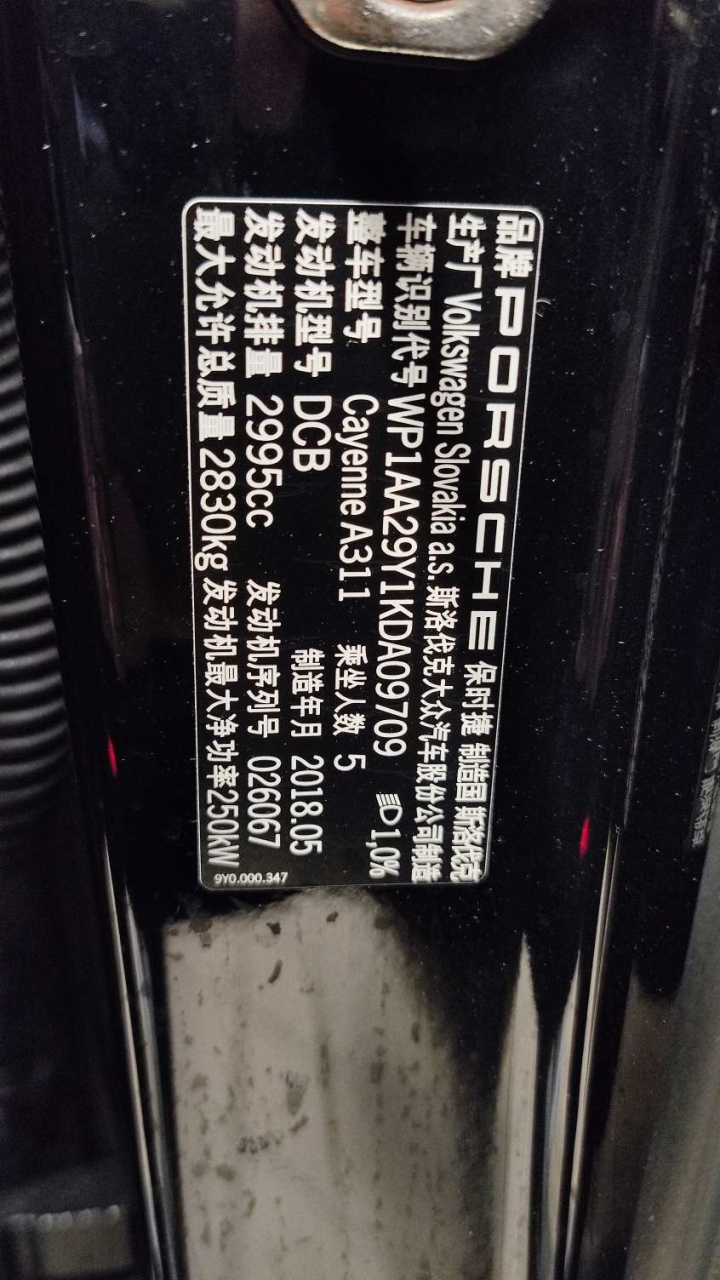 品牌 PORSCHE 保时捷 制造国 斯洛伐克
生产厂 Volkswagen Slovakia a.s. 斯洛伐克大众汽车股份公司制造
车辆识别代号 WP1AA29Y1KDA09709 1,0%
整车型号 Cayenne A311 乘坐人数 5
发动机型号 DCB 制造年月 2018.05
发动机排量 2995cc 发动机序列号 026067
最大允许总质量 2830kg 发动机最大净功率250kW
9Y0.000.347